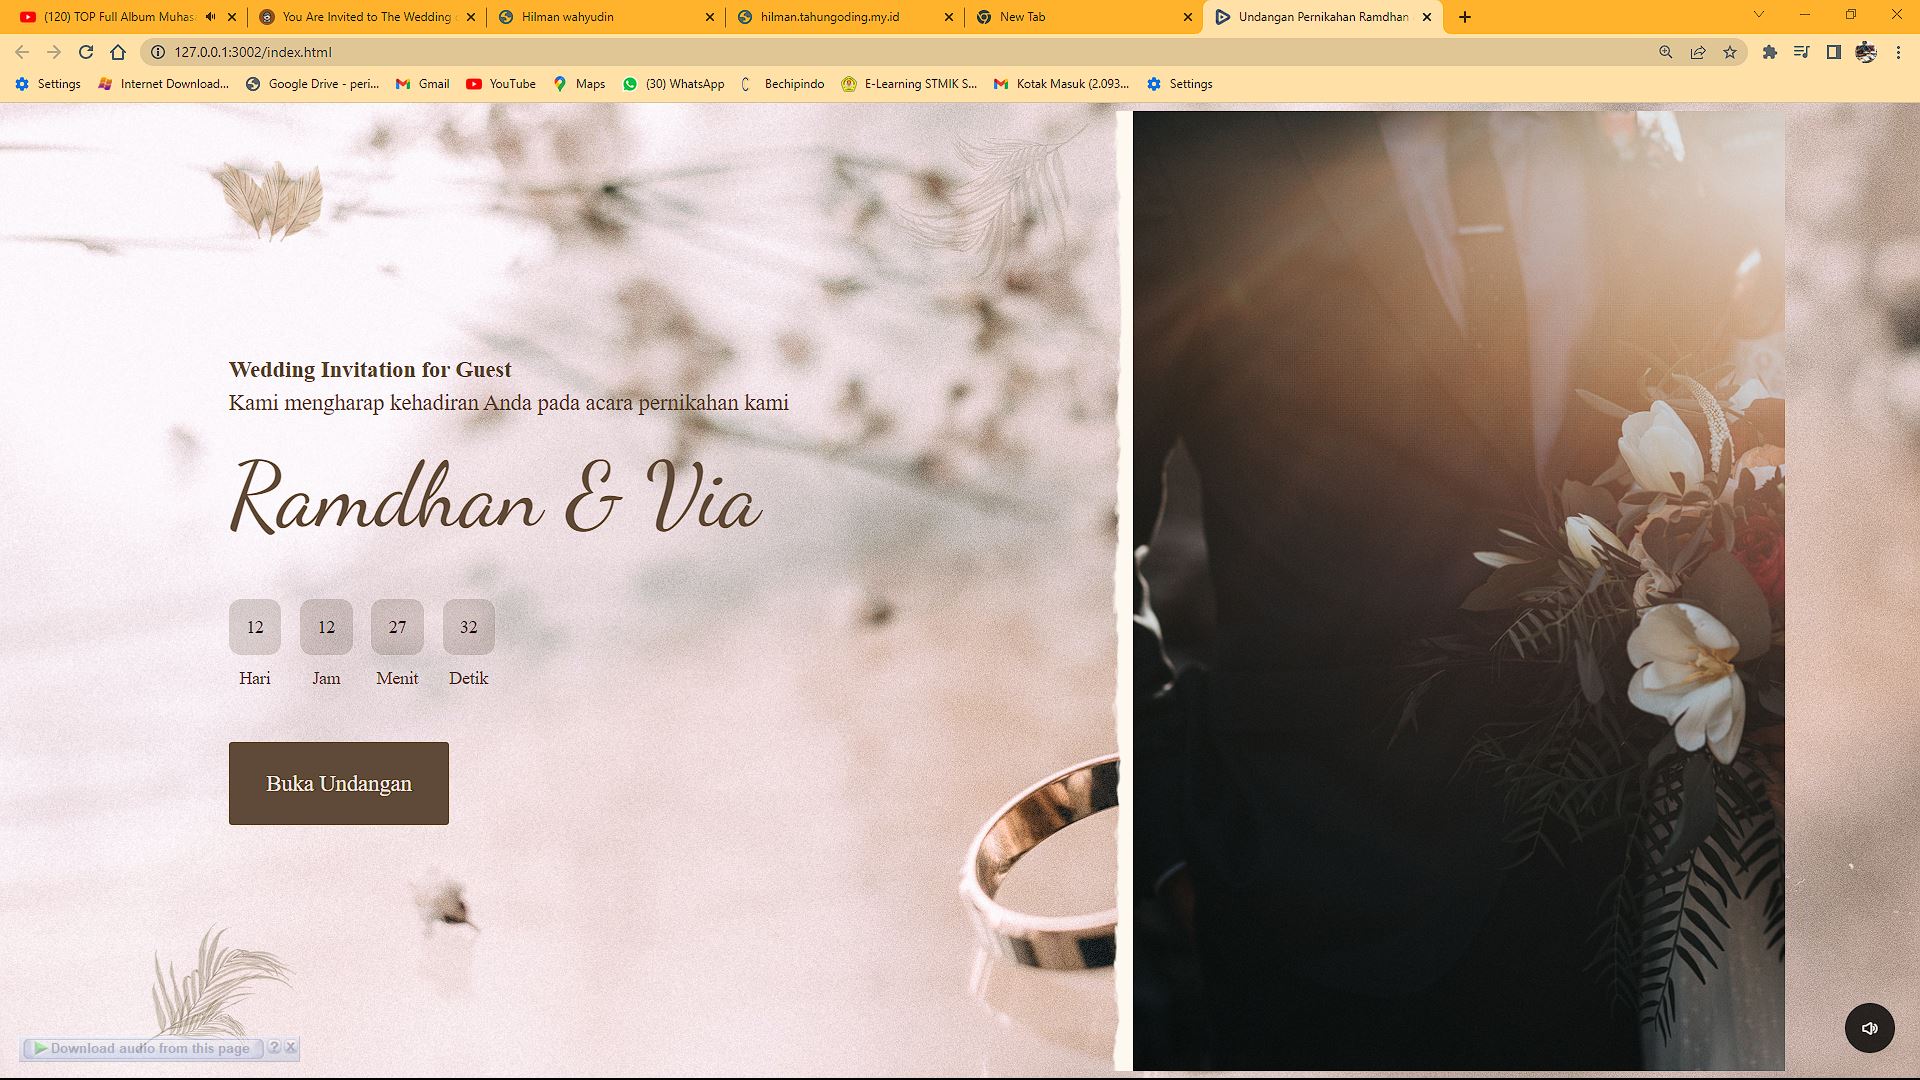 (120) TOP Full Album Muhas
You Are Invited to The Wedding
Hilman wahyudin
hilman.tahungoding.my.id
New Tab
Undangan Pernikahan Ramdhan
127.0.0.1:3002/index.html
Settings
Internet Download...
Google Drive - peri...
Gmail
YouTube
Maps
(30) WhatsApp
Bechipindo
E-Learning STMIK S...
Kotak Masuk (2.093...
Settings
Wedding Invitation for Guest
Kami mengharap kehadiran Anda pada acara pernikahan kami
Ramdhan & Via
12 12 27 32
Hari Jam Menit Detik
Buka Undangan
Download audio from this page ? X